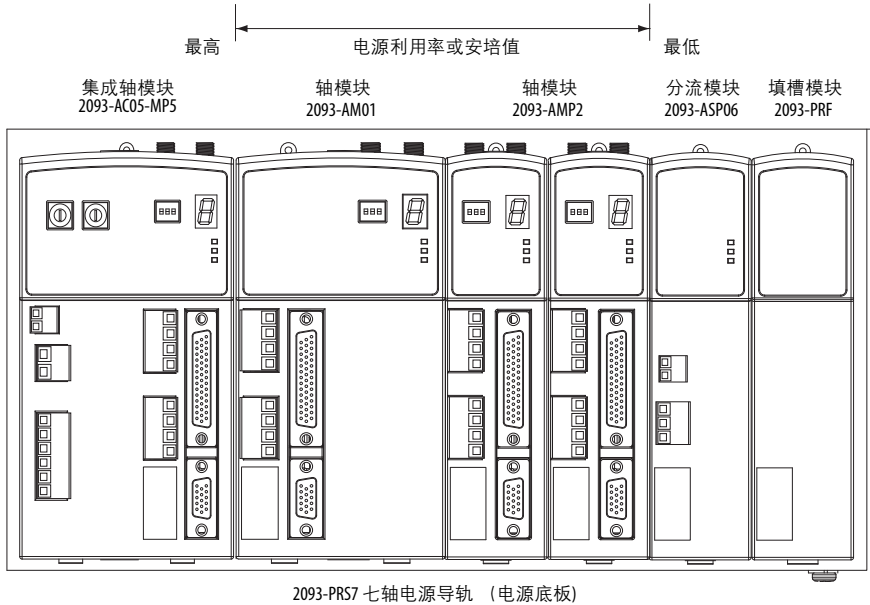 最高 电源利用率或安培值 最低
集成轴模块 轴模块 轴模块 分流模块 填槽模块
2093-AC05-MP5 2093-AM01 2093-AMP2 2093-ASP06 2093-PRF
2093-PRS7 七轴电源导轨 (电源底板)